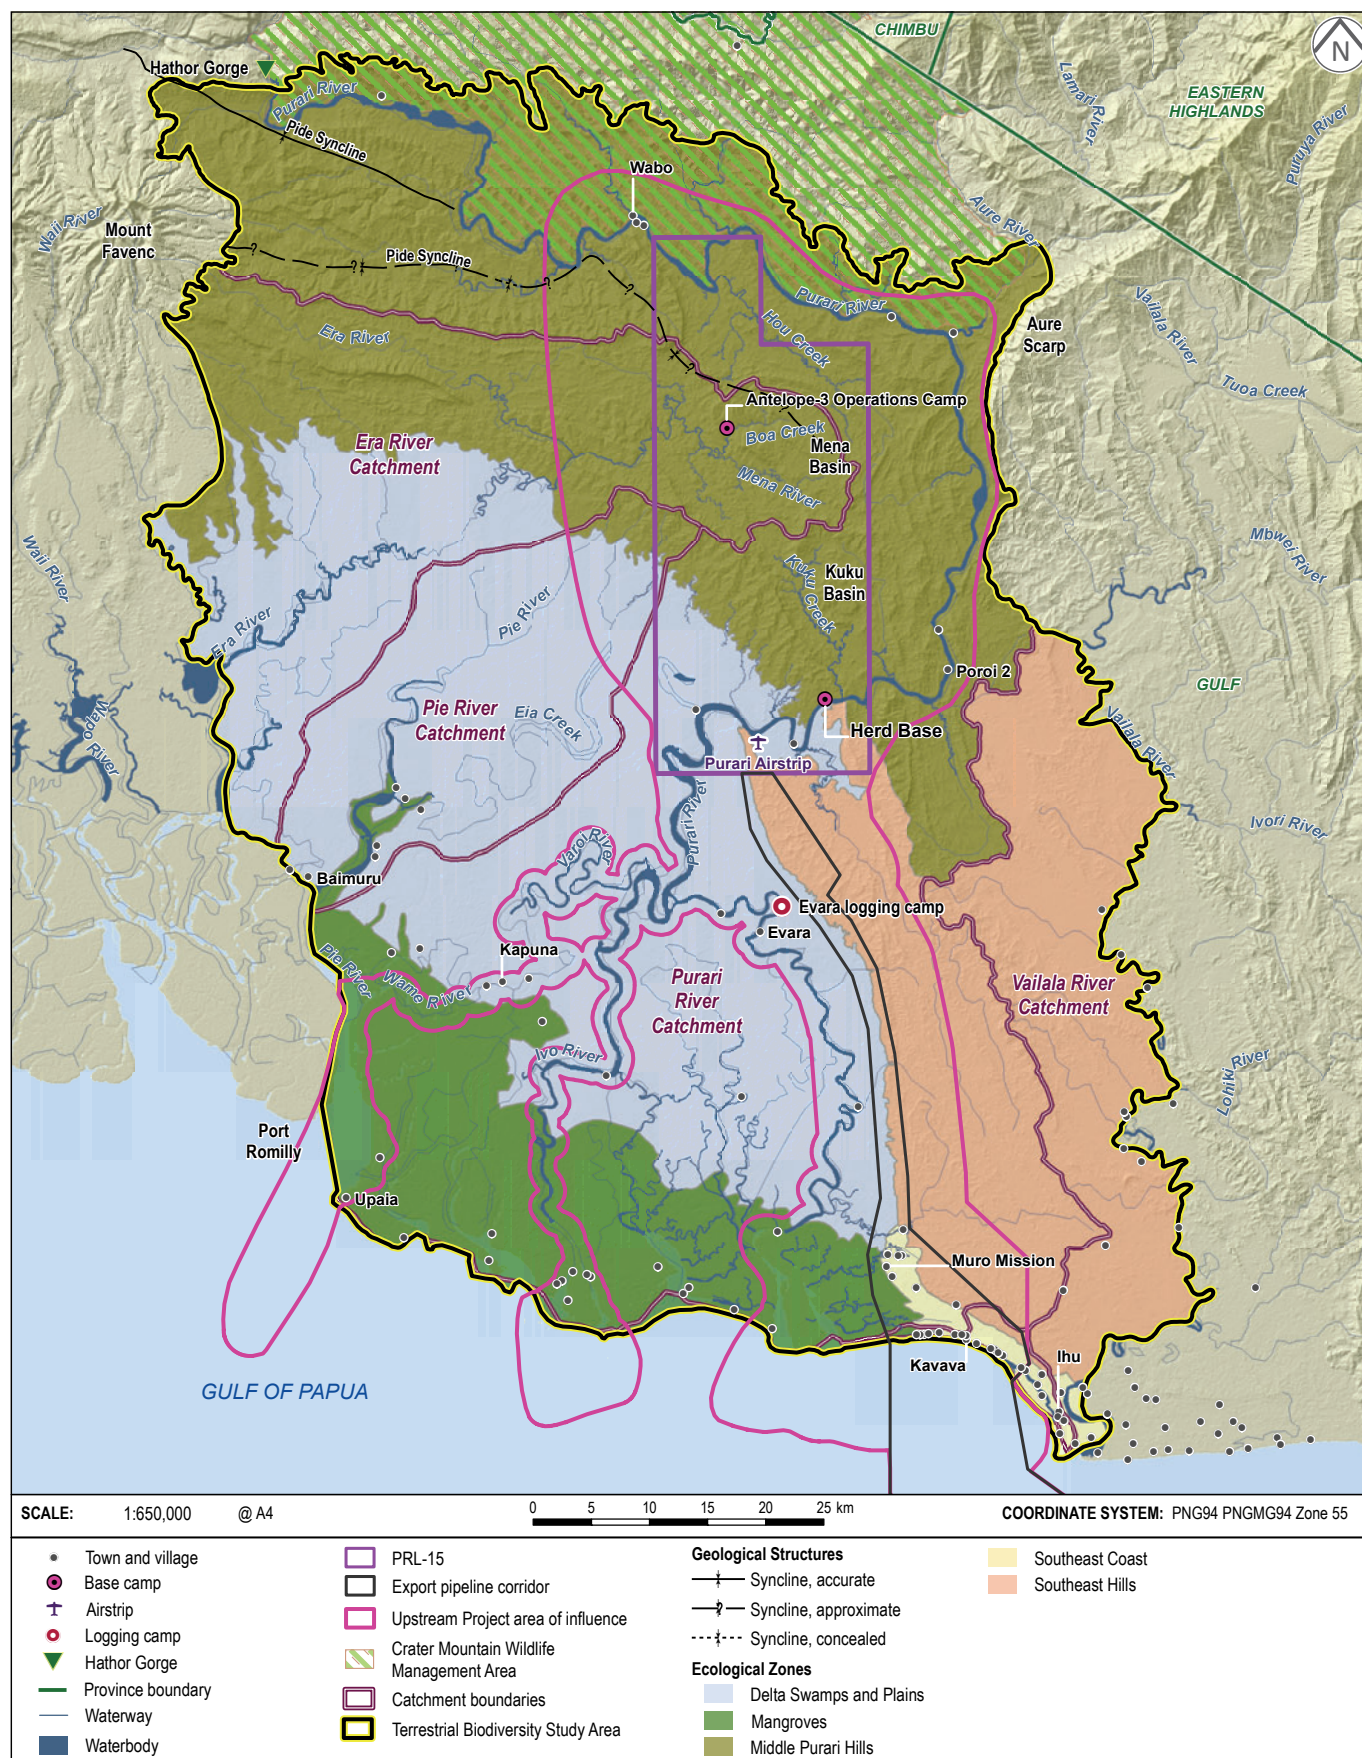 CHIMBU
N
Hathor Gorge
Purari River
Lamari River
EASTERN
HIGHLANDS
Puruya River
Pide Syncline
Wabo
Waii River
Mount
Favenc
Aure River
Pide Syncline
Purari River
Vailala River
Era River
Hou Creek
Aure
Scarp
Tuoa Creek
Antelope-3 Operations Camp
Boa Creek
Era River
Catchment
Mena
Basin
Mena River
Waii River
Mbwei River
Kuku Creek
Kuku
Basin
Pie River
Era River
Poroi 2
GULF
Wapo
River
Pie River
Catchment
Eia Creek
Herd Base
Vailala River
Purari Airstrip
Purari River
Ivori River
Varoi River
Baimuru
Evara logging camp
Evara
Kapuna
Pie River
Wame River
Purari
River
Catchment
Vailala River
Catchment
Ivo River
Lohiki River
Port
Romilly
Upaia
Muro Mission
Kavava
Ihu
GULF OF PAPUA
SCALE: 1:650,000 @ A4
0 5 10 15 20 25 km
COORDINATE SYSTEM: PNG94 PNGMG94 Zone 55
Town and village
Base camp
Airstrip
Logging camp
Hathor Gorge
Province boundary
Waterway
Waterbody
PRL-15
Export pipeline corridor
Upstream Project area of influence
Crater Mountain Wildlife
Management Area
Catchment boundaries
Terrestrial Biodiversity Study Area
Geological Structures
Syncline, accurate
? Syncline, approximate
Syncline, concealed
Ecological Zones
Delta Swamps and Plains
Mangroves
Middle Purari Hills
Southeast Coast
Southeast Hills